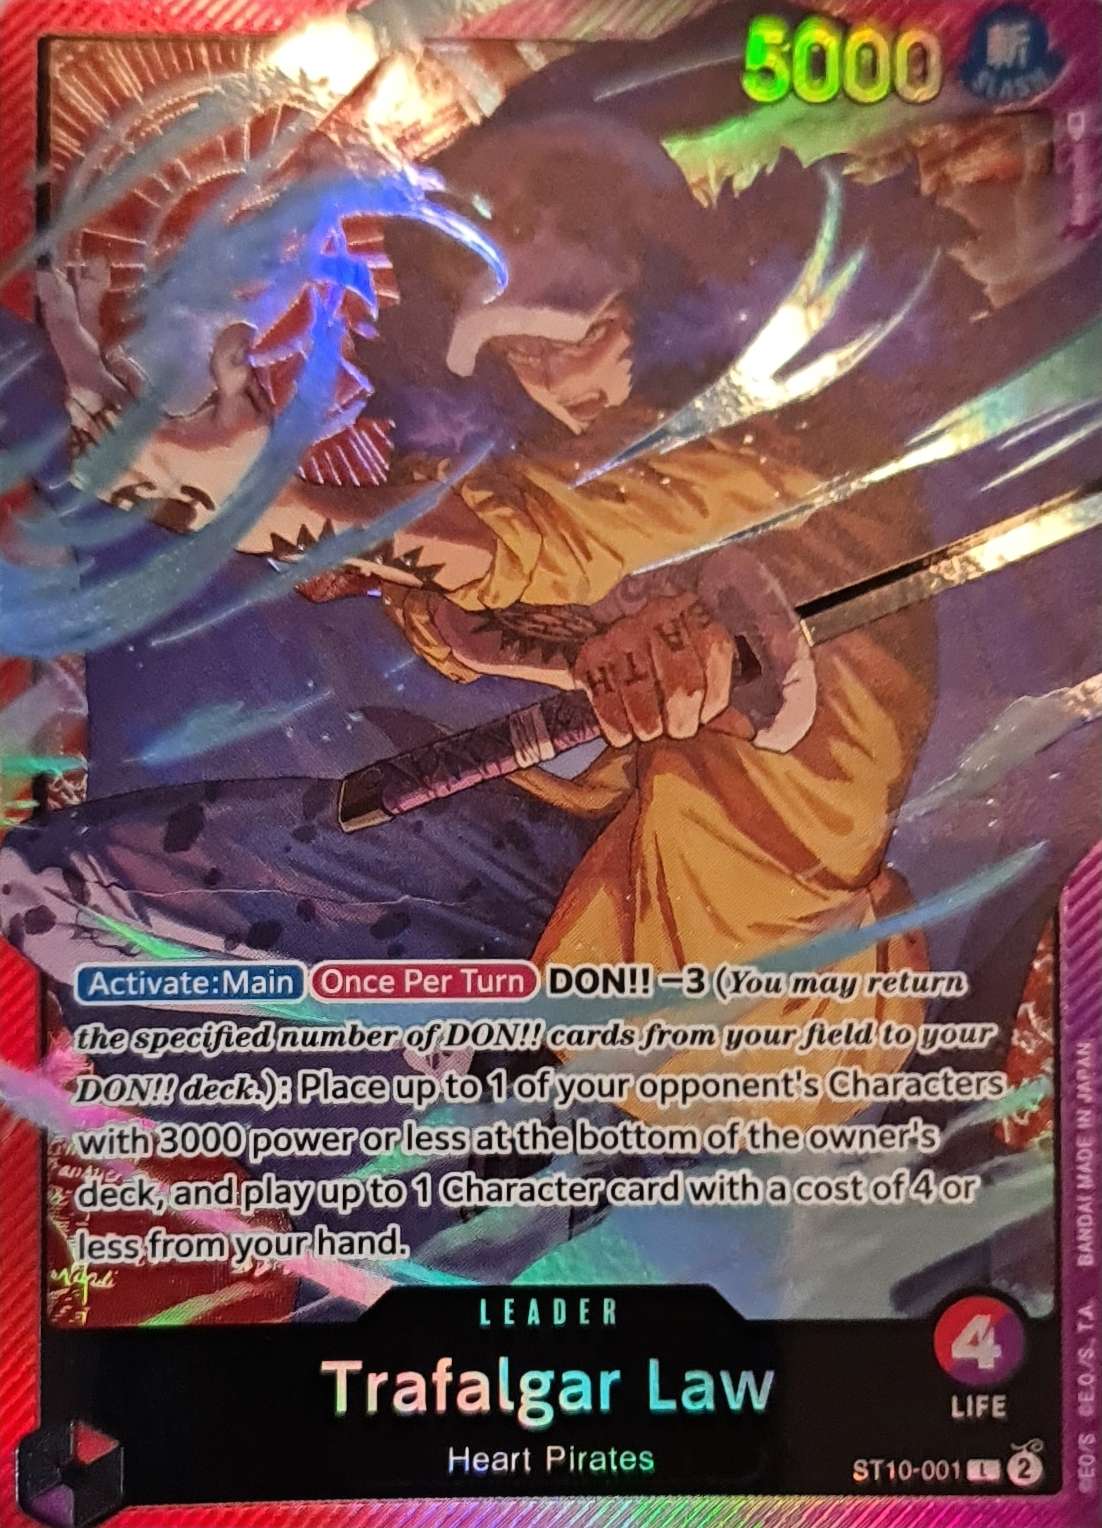 5000
斬
SLASH
Activate:Main Once Per Turn DON!! −3 (You may return
the specified number of DON!! cards from your field to your
DON!! deck.): Place up to 1 of your opponent's Characters
with 3000 power or less at the bottom of the owner's
deck, and play up to 1 Character card with a cost of 4 or
less from your hand.
DEATH
LEADER
Trafalgar Law
Heart Pirates
4
LIFE
ST10-001 L 2
©E.O./S ©E.O./S. T.A. BANDAI MADE IN JAPAN